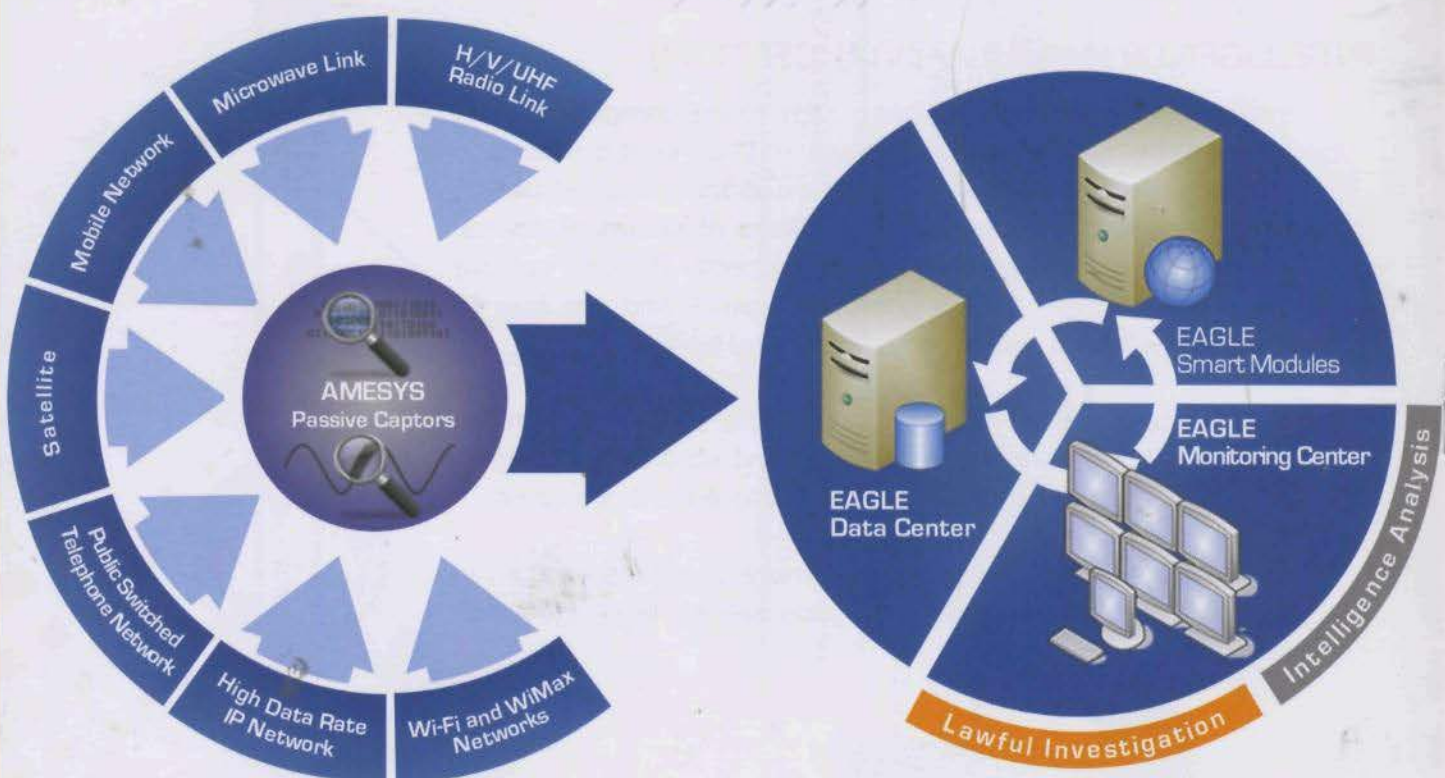 H/V/UHF
Radio Link
Microwave Link
Mobile Network
Satellite
Public Switched
Telephone Network
High Data Rate
IP Network
Wi-Fi and WiMax
Networks
AMESYS
Passive Captors
EAGLE
Smart Modules
EAGLE
Monitoring Center
EAGLE
Data Center
Intelligence Analysis
Lawful Investigation